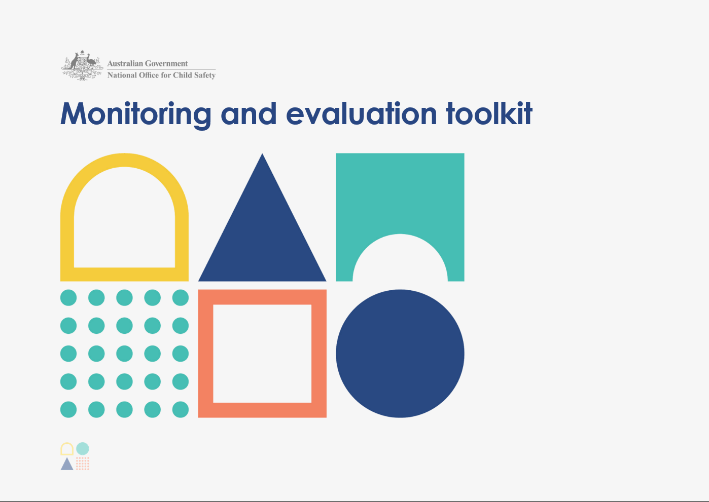 Australian Government
National Office for Child Safety
Monitoring and evaluation toolkit